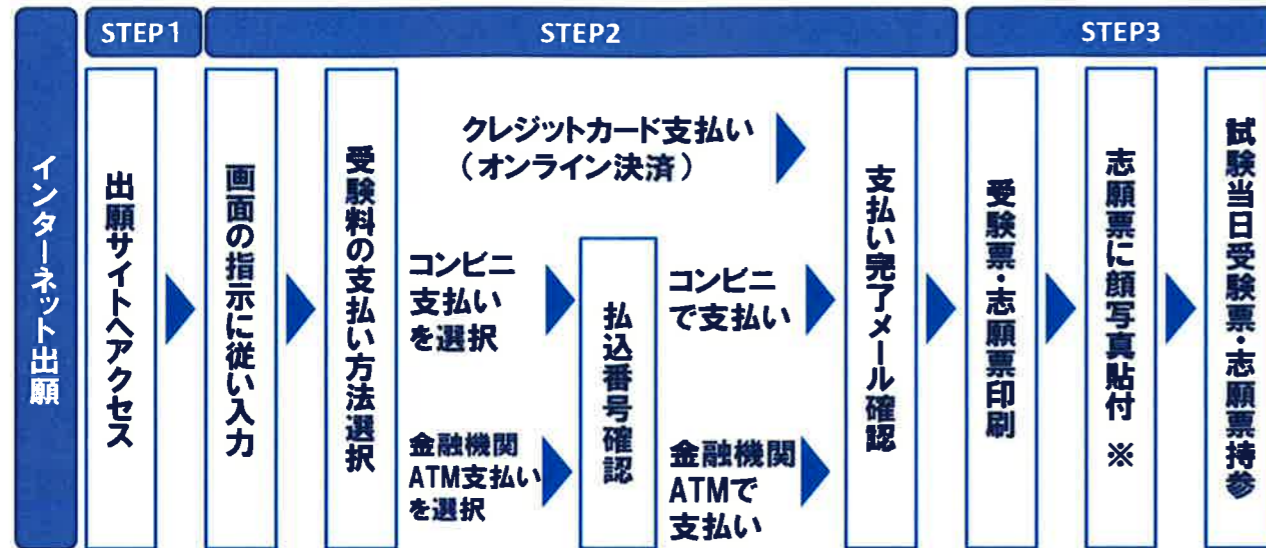 インターネット出願
STEP1
出願サイトへアクセス
STEP2
画面の指示に従い入力
受験料の支払い方法選択
クレジットカード支払い
（オンライン決済）
コンビニ
支払い
を選択
金融機関
ATM支払い
を選択
払込番号確認
コンビニ
で支払い
金融機関
ATMで
支払い
支払い完了メール確認
STEP3
受験票・志願票印刷
志願票に顔写真貼付 ※
試験当日受験票・志願票持参